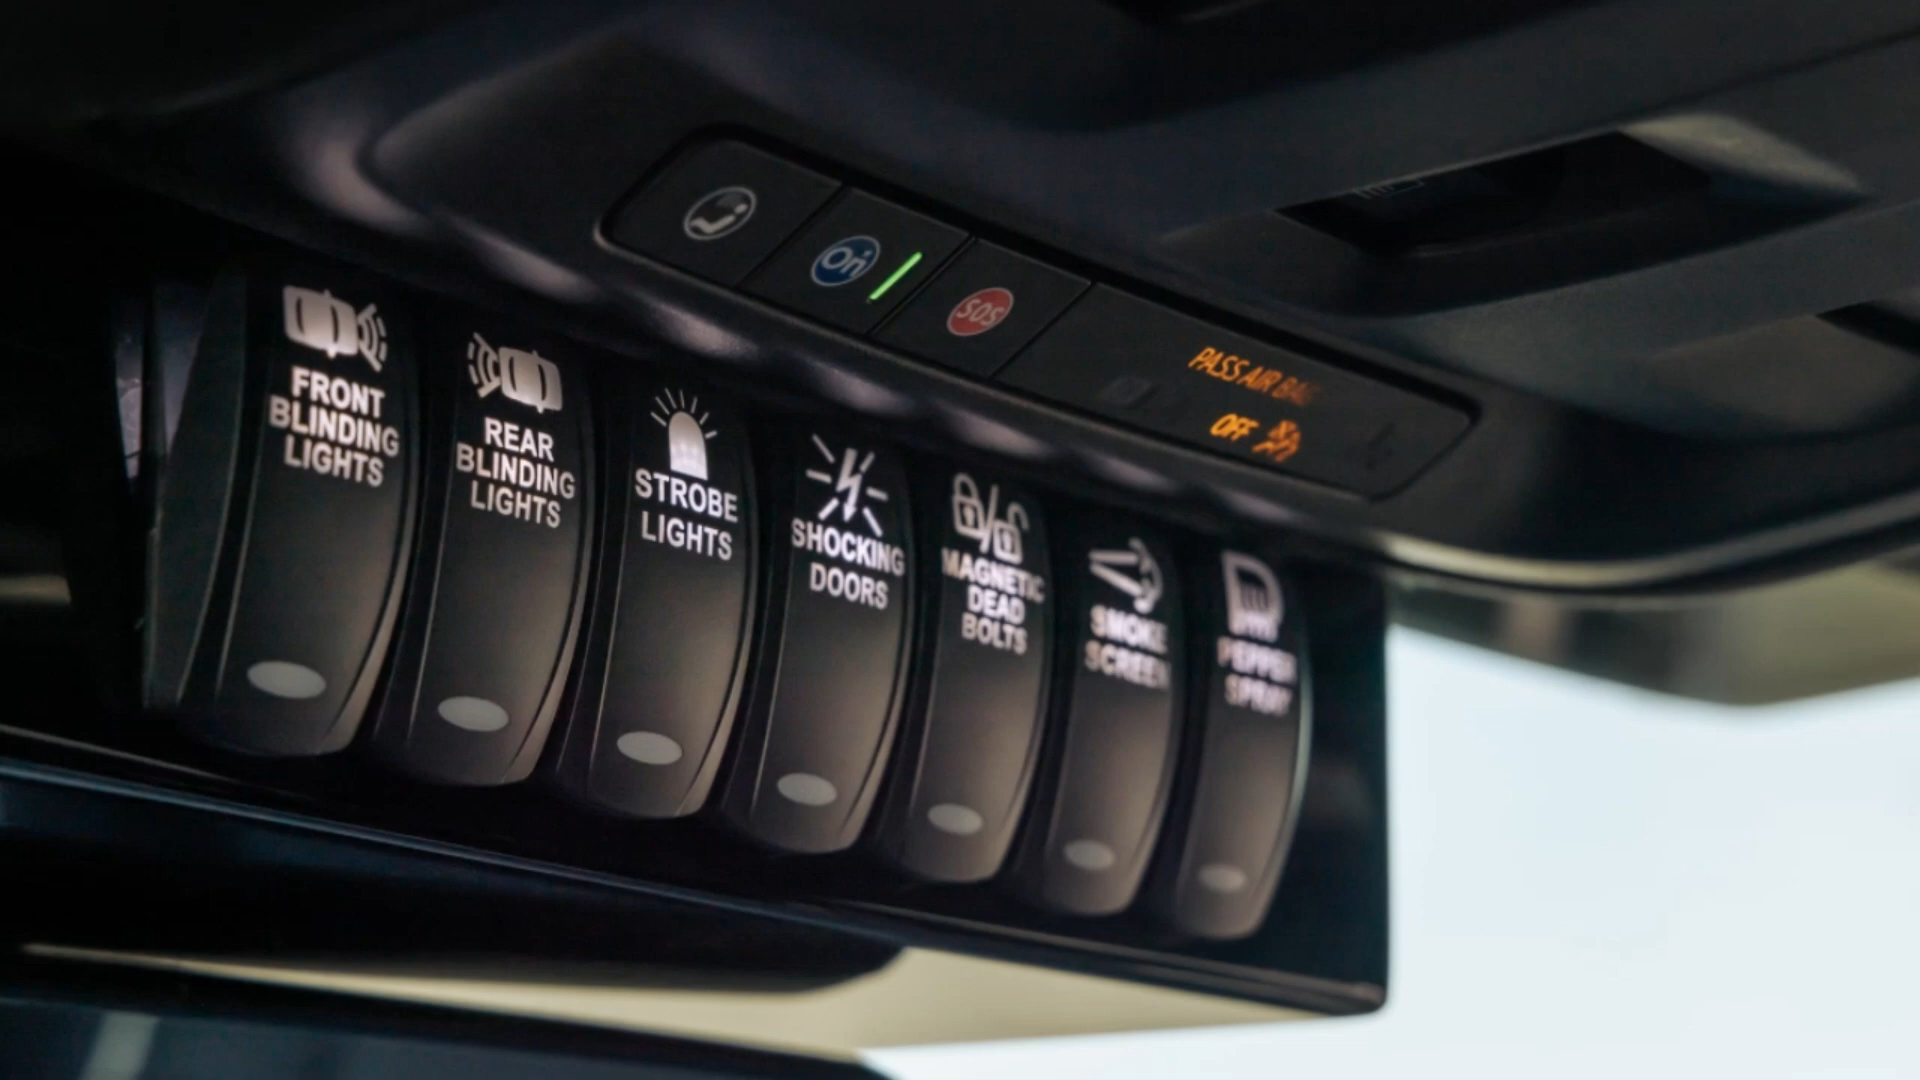 On
SOS
PASS AIR BAG
OFF
FRONT
BLINDING
LIGHTS
REAR
BLINDING
LIGHTS
STROBE
LIGHTS
SHOCKING
DOORS
MAGNETIC
DEAD
BOLTS
SMOKE
SCREEN
PEPPER
SPRAY